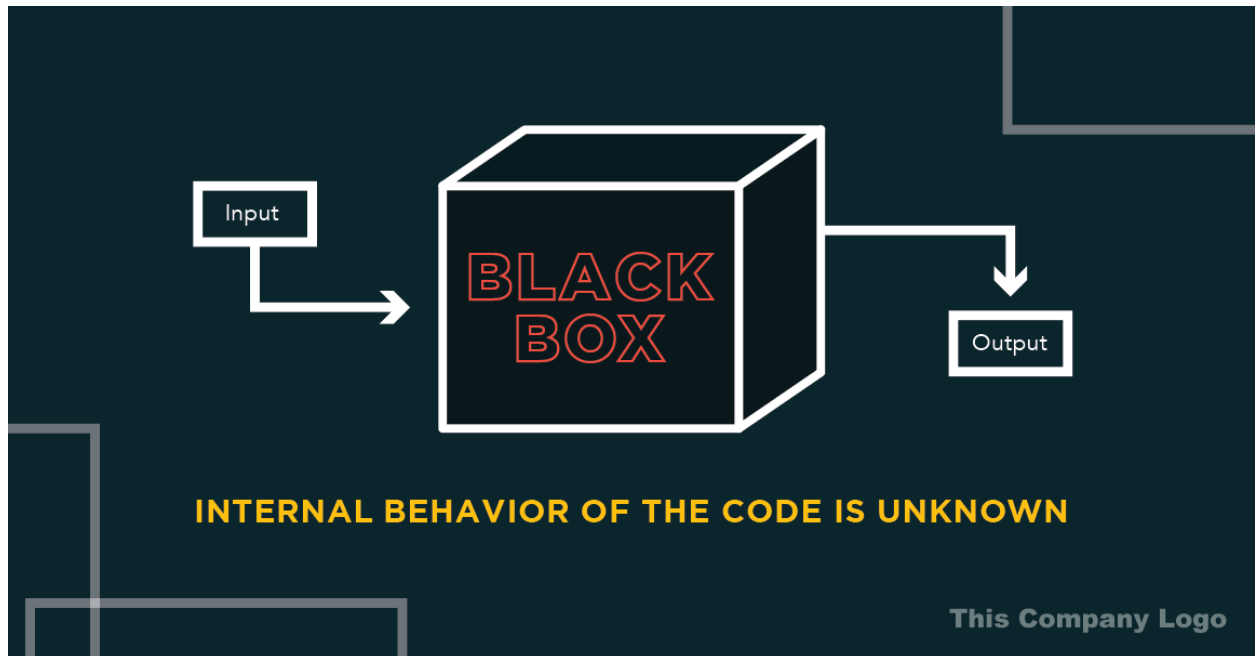 Input
BLACK
BOX
Output
INTERNAL BEHAVIOR OF THE CODE IS UNKNOWN
This Company Logo